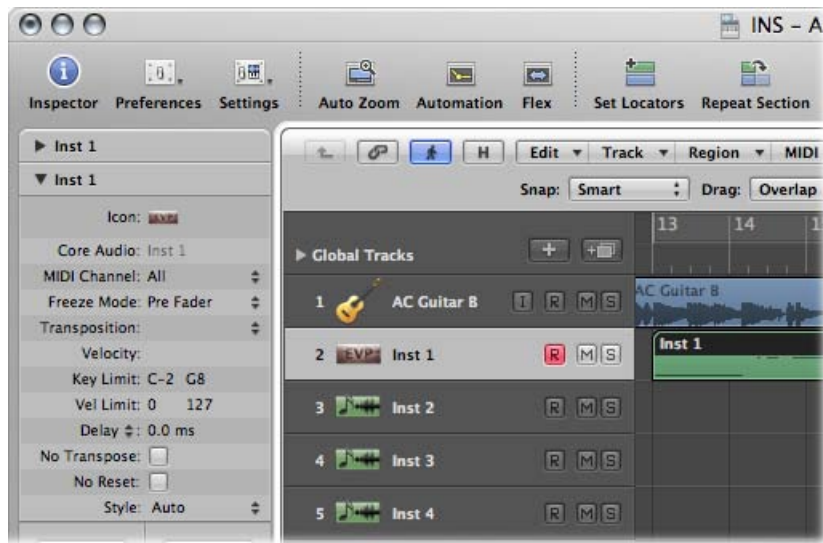 INS – A
Inspector Preferences Settings Auto Zoom Automation Flex Set Locators Repeat Section
Inst 1
Inst 1
Icon:
Core Audio: Inst 1
MIDI Channel: All
Freeze Mode: Pre Fader
Transposition:
Velocity:
Key Limit: C-2 G8
Vel Limit: 0 127
Delay : 0.0 ms
No Transpose:
No Reset:
Style: Auto
H Edit Track Region MIDI
Snap: Smart Drag: Overlap
Global Tracks 13 14 1
1 AC Guitar B I R M S AC Guitar B
2 EVP Inst 1 R M S Inst 1
3 Inst 2 R M S
4 Inst 3 R M S
5 Inst 4 R M S